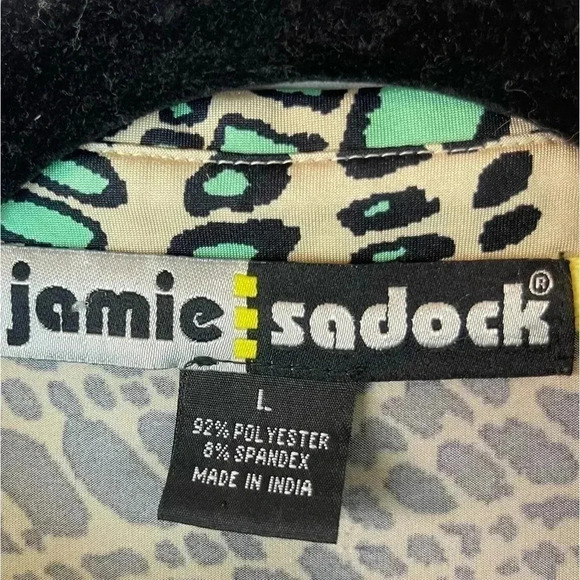 jamie sadock®
L
92% POLYESTER
8% SPANDEX
MADE IN INDIA